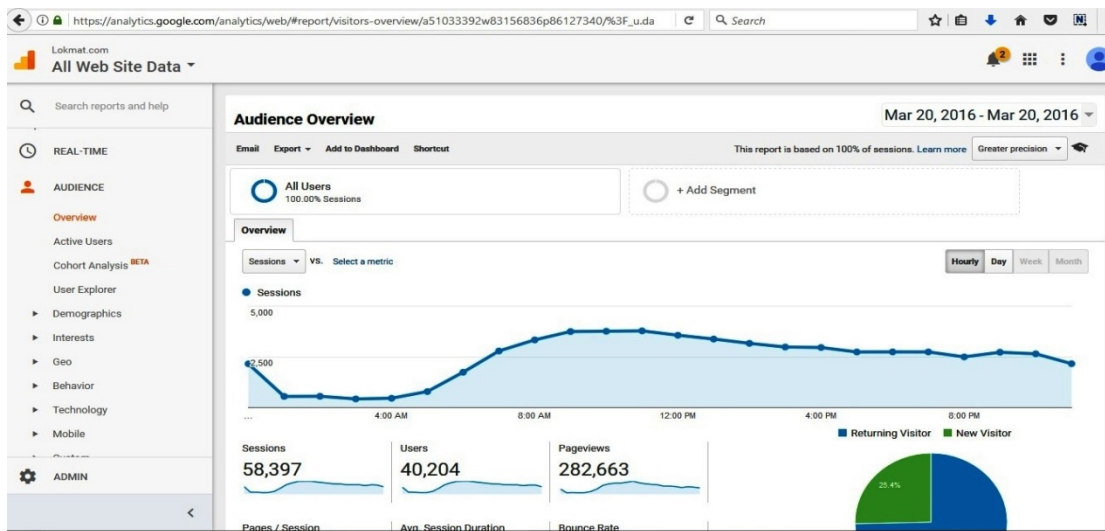 https://analytics.google.com/analytics/web/#report/visitors-overview/a51033392w83156836p86127340/%3F_u.da
Search
Lokmat.com
All Web Site Data
2
Search reports and help
REAL-TIME
AUDIENCE
Overview
Active Users
Cohort Analysis BETA
User Explorer
Demographics
Interests
Geo
Behavior
Technology
Mobile
ADMIN
Audience Overview
Mar 20, 2016 - Mar 20, 2016
Email Export Add to Dashboard Shortcut
This report is based on 100% of sessions. Learn more Greater precision
All Users
100.00% Sessions
+ Add Segment
Overview
Sessions VS. Select a metric
Hourly Day Week Month
Sessions
5,000
2,500
... 4:00 AM 8:00 AM 12:00 PM 4:00 PM 8:00 PM
Returning Visitor New Visitor
Sessions Users Pageviews
58,397 40,204 282,663
25.4%
Pages / Session Avg. Session Duration Bounce Rate